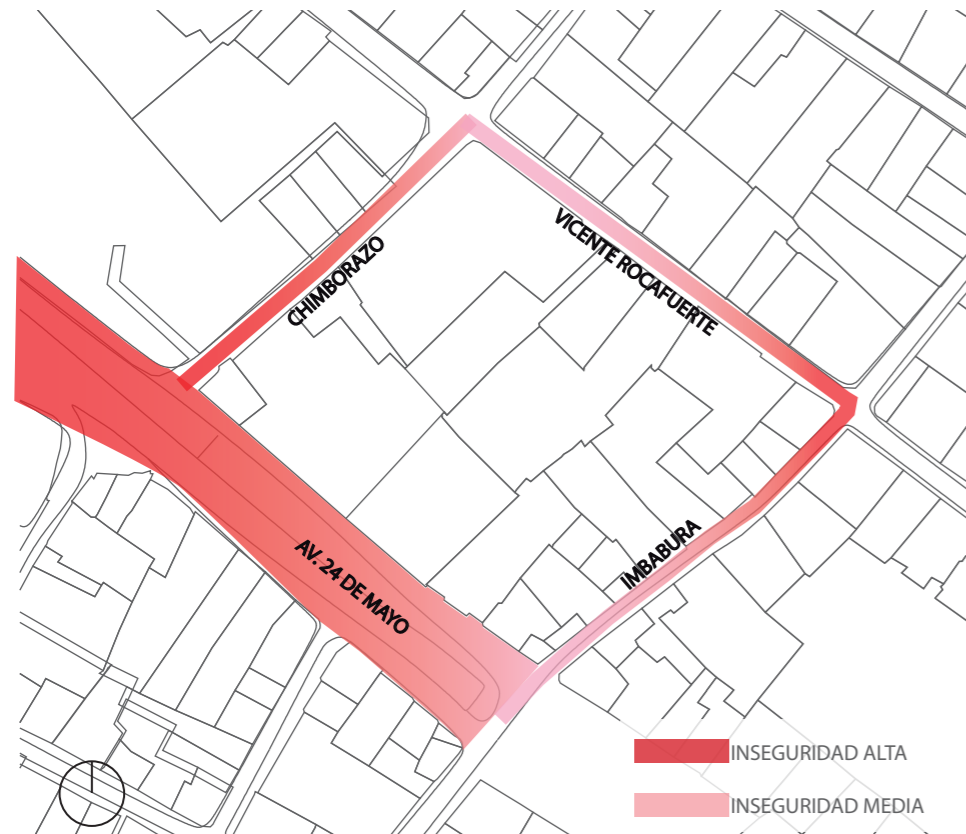 VICENTE ROCAFUERTE
CHIMBORAZO
IMBABURA
AV. 24 DE MAYO
INSEGURIDAD ALTA
INSEGURIDAD MEDIA